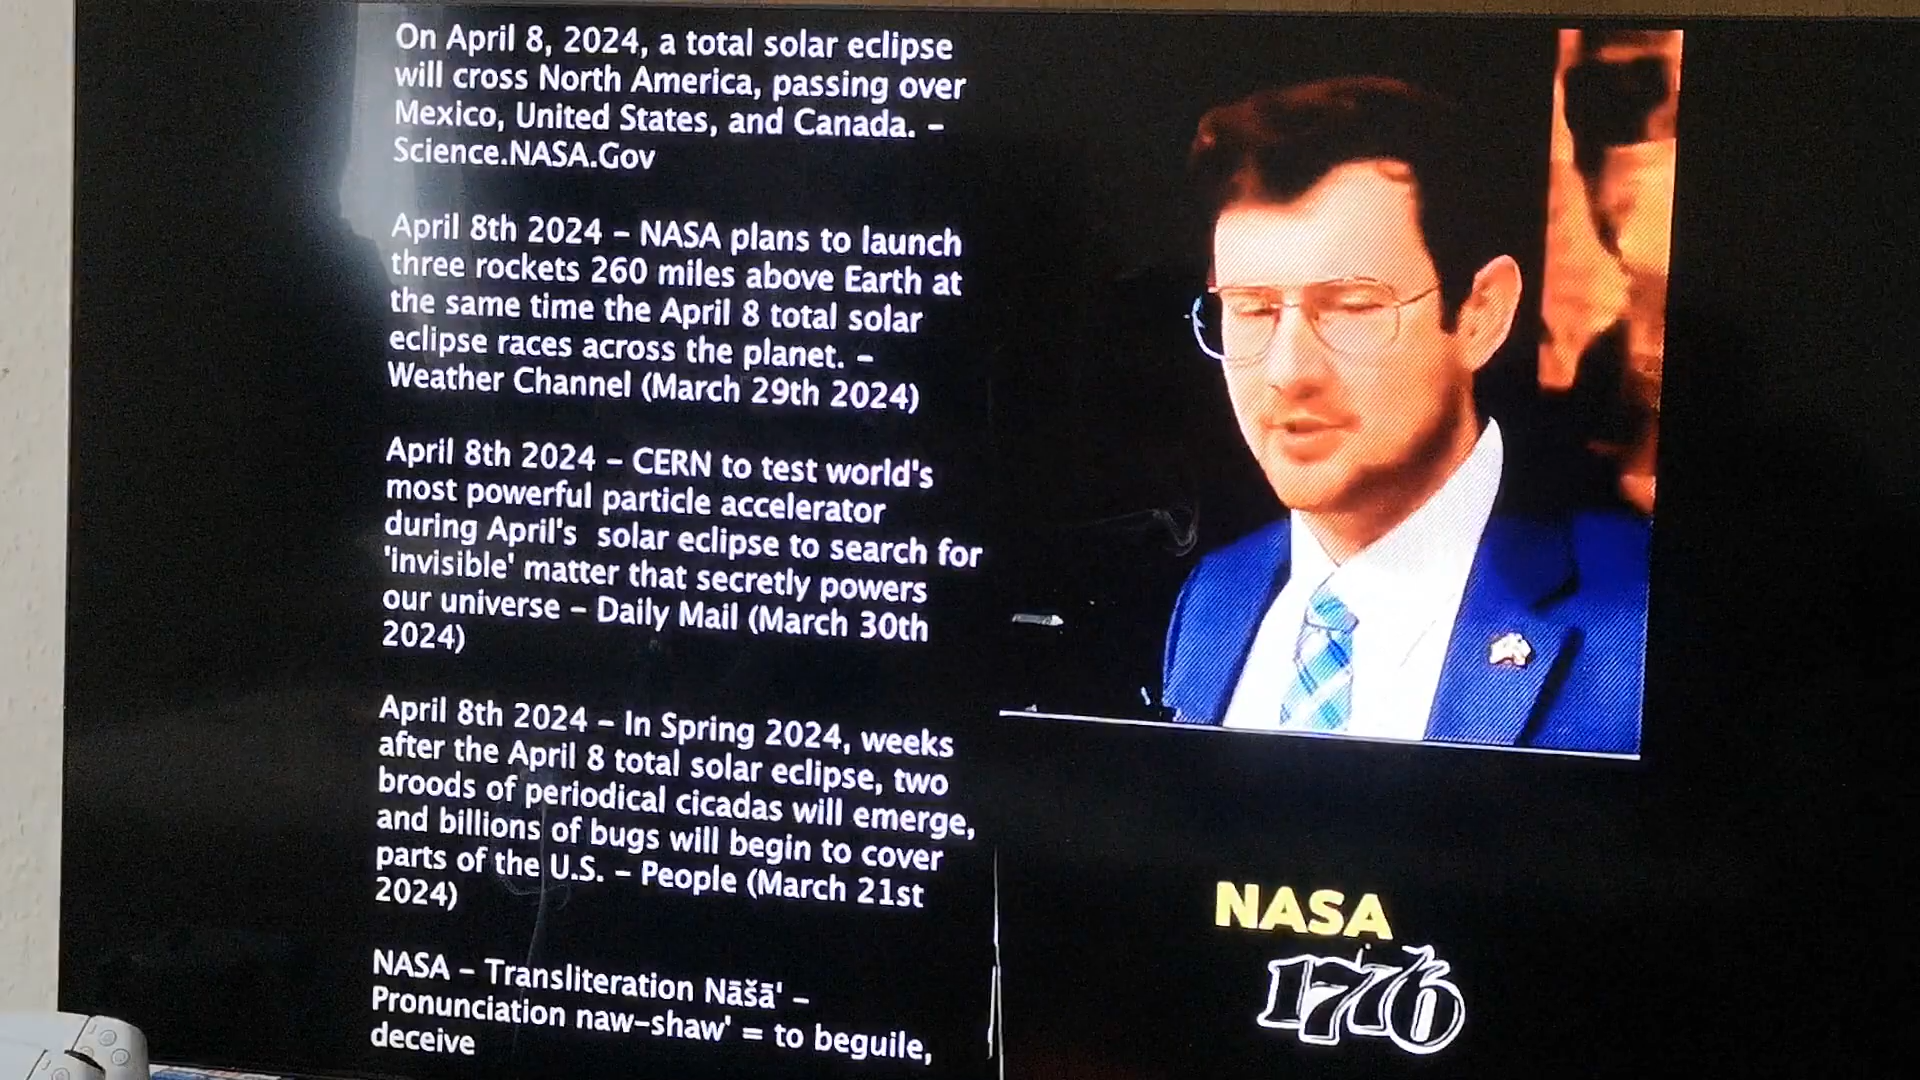 On April 8, 2024, a total solar eclipse
will cross North America, passing over
Mexico, United States, and Canada. –
Science.NASA.Gov
April 8th 2024 – NASA plans to launch
three rockets 260 miles above Earth at
the same time the April 8 total solar
eclipse races across the planet. –
Weather Channel (March 29th 2024)
April 8th 2024 – CERN to test world's
most powerful particle accelerator
during April's  solar eclipse to search for
'invisible' matter that secretly powers
our universe – Daily Mail (March 30th
2024)
April 8th 2024 – In Spring 2024, weeks
after the April 8 total solar eclipse, two
broods of periodical cicadas will emerge,
and billions of bugs will begin to cover
parts of the U.S. – People (March 21st
2024)
NASA – Transliteration Nāšā' –
Pronunciation naw–shaw' = to beguile,
deceive
NASA
1776